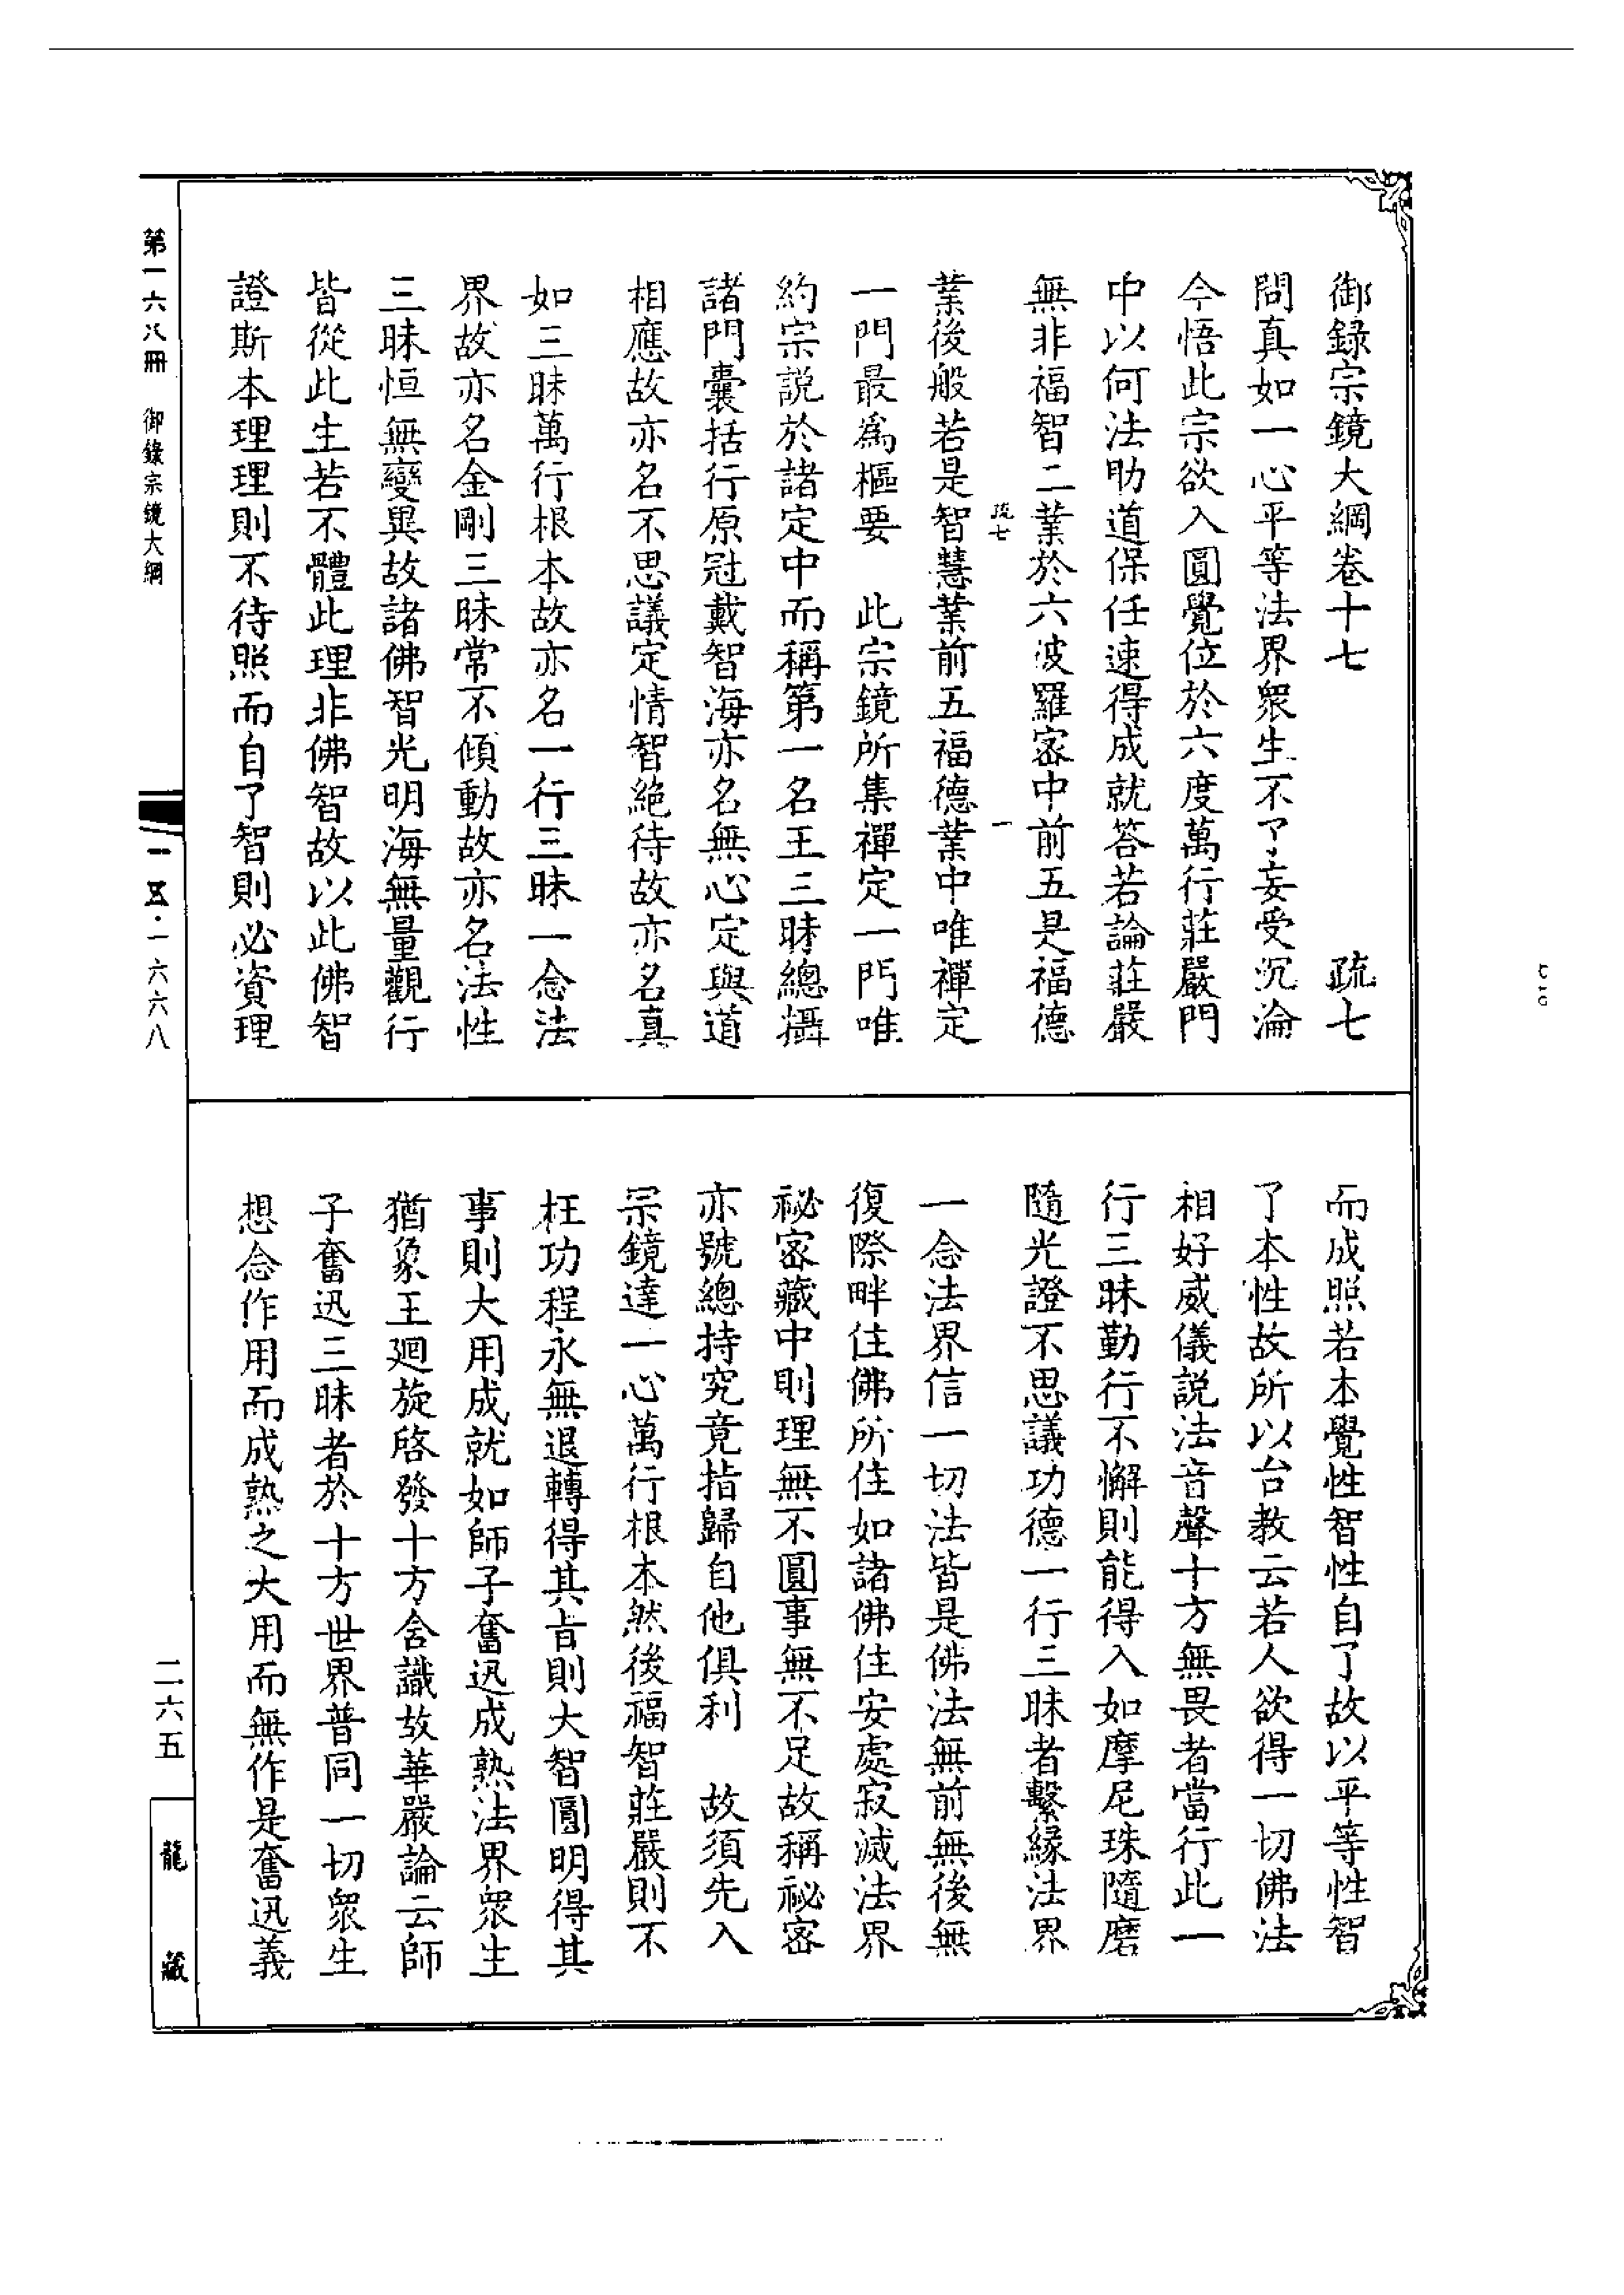 御錄宗鏡大綱卷十七　疏七
問真如一心平等法界眾生不了妄受沉淪
今悟此宗欲入圓覺位於六度萬行莊嚴門
中以何法助道保任速得成就答若論莊嚴
無非福智二業於六波羅密中前五是福德
疏七　一
業後般若是智慧業前五福德業中唯禪定
一門最為樞要　此宗鏡所集禪定一門唯
約宗說於諸定中而稱第一名王三昧總攝
諸門囊括行原冠戴智海亦名無心定與道
相應故亦名不思議定情智絕待故亦名真
如三昧萬行根本故亦名一行三昧一念法
界故亦名金剛三昧常不傾動故亦名法性
三昧恒無變異故諸佛智光明海無量觀行
皆從此生若不體此理非佛智故以此佛智
證斯本理理則不待照而自了智則必資理
而成照若本覺性智性自了故以平等性智
了本性故所以台教云若人欲得一切佛法
相好威儀說法音聲十方無畏者當行此一
行三昧勤行不懈則能得入如摩尼珠隨磨
隨光證不思議功德一行三昧者繫緣法界
一念法界信一切法皆是佛法無前無後無
復際畔住佛所住如諸佛住安處寂滅法界
祕密藏中則理無不圓事無不足故稱祕密
亦號總持究竟指歸自他俱利　故須先入
宗鏡達一心萬行根本然後福智莊嚴則不
枉功程永無退轉得其旨則大智圓明得其
事則大用成就如師子奮迅成熟法界眾生
猶象王廻旋啓發十方含識故華嚴論云師
子奮迅三昧者於十方世界普同一切眾生
想念作用而成熟之大用而無作是奮迅義
第一六八冊　御錄宗鏡大綱
一五·一六六八
二六五
龍藏